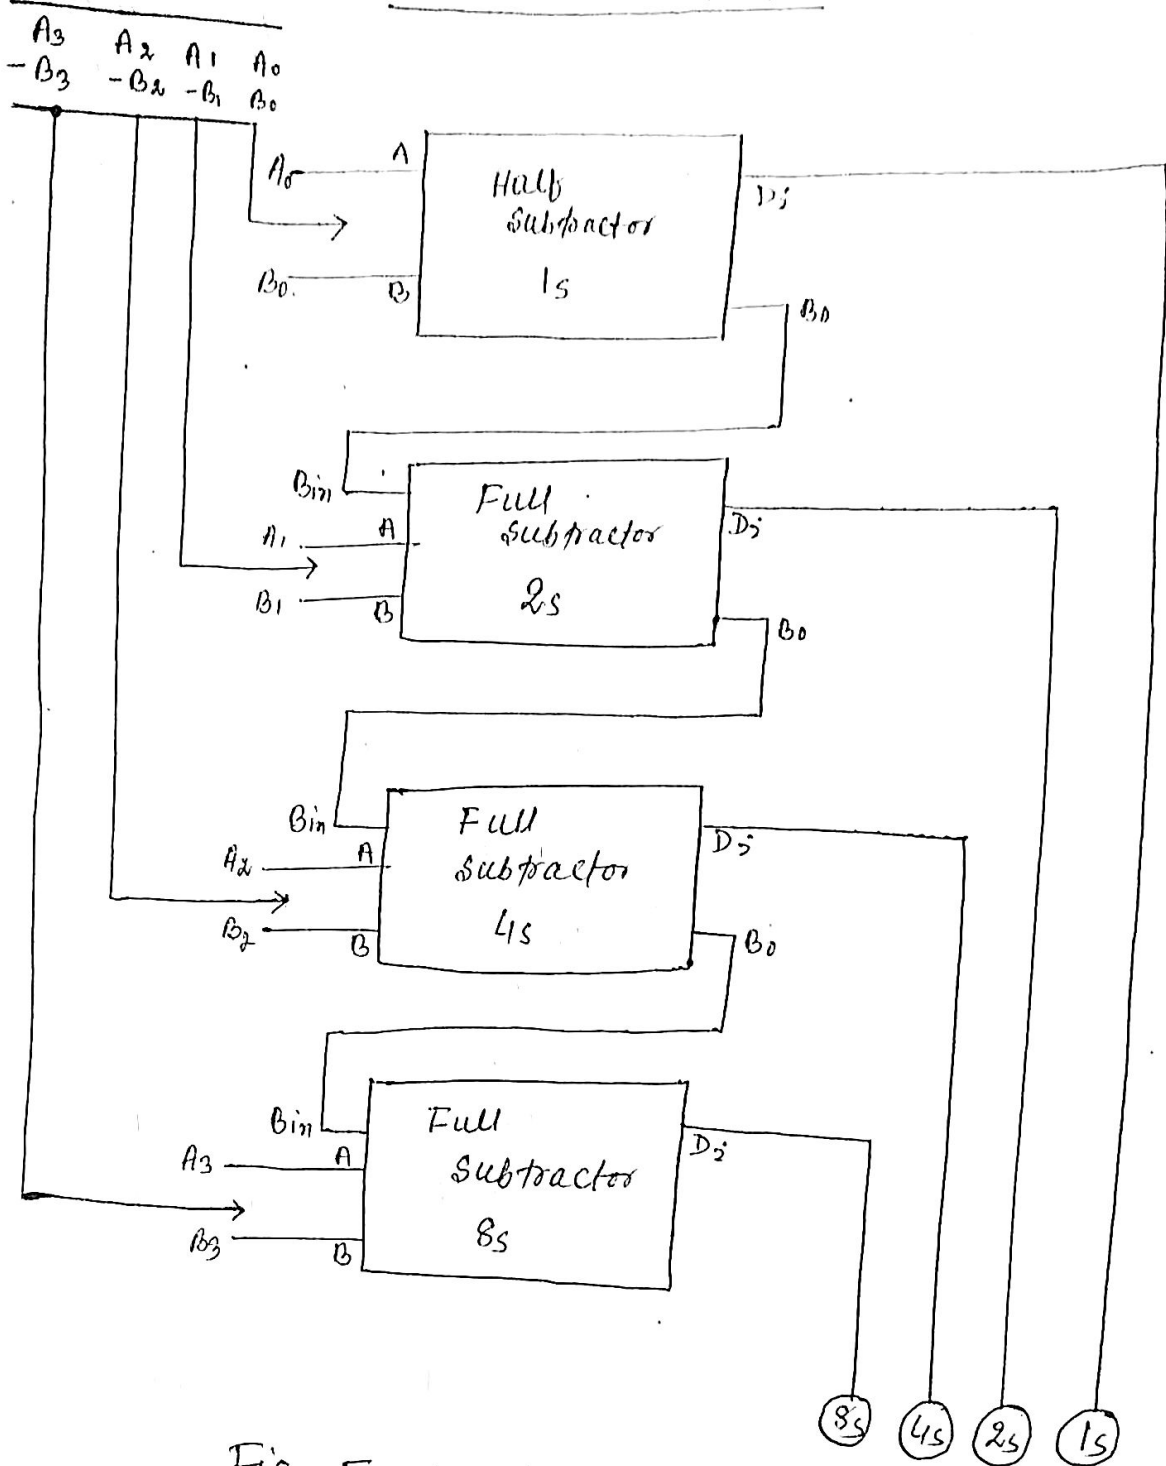 A3 A2 A1 A0
-B3 -B2 -B1 B0
A0 A
Half
Subtractor
1s
Di
B0 B
B0
Bin
Full
Subtractor
2s
A1 A
Di
B1 B
B0
Bin
Full
Subtractor
4s
A2 A
Di
B2 B
B0
Bin
Full
Subtractor
8s
A3 A
Di
B3 B
8s 4s 2s 1s
Fig